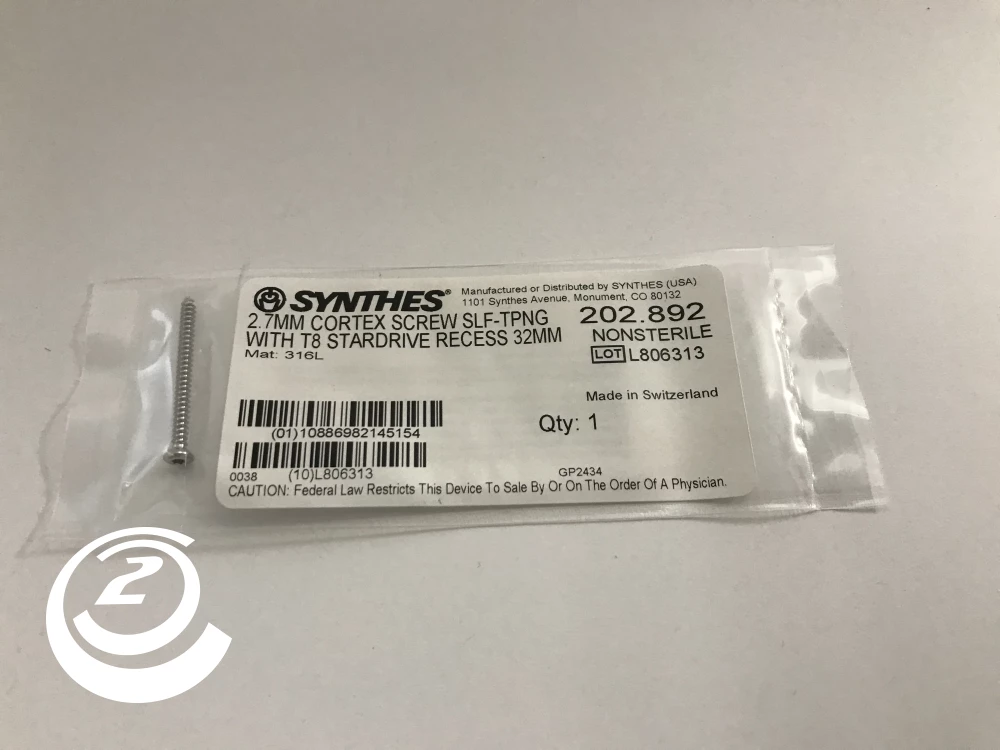 SYNTHES®
Manufactured or Distributed by SYNTHES (USA)
1101 Synthes Avenue, Monument, CO 80132
2.7MM CORTEX SCREW SLF-TPNG
WITH T8 STARDRIVE RECESS 32MM
Mat: 316L
202.892
NONSTERILE
LOT L806313
Made in Switzerland
Qty: 1
(01)10886982145154
(10)L806313
0038
GP2434
CAUTION: Federal Law Restricts This Device To Sale By Or On The Order Of A Physician.
2